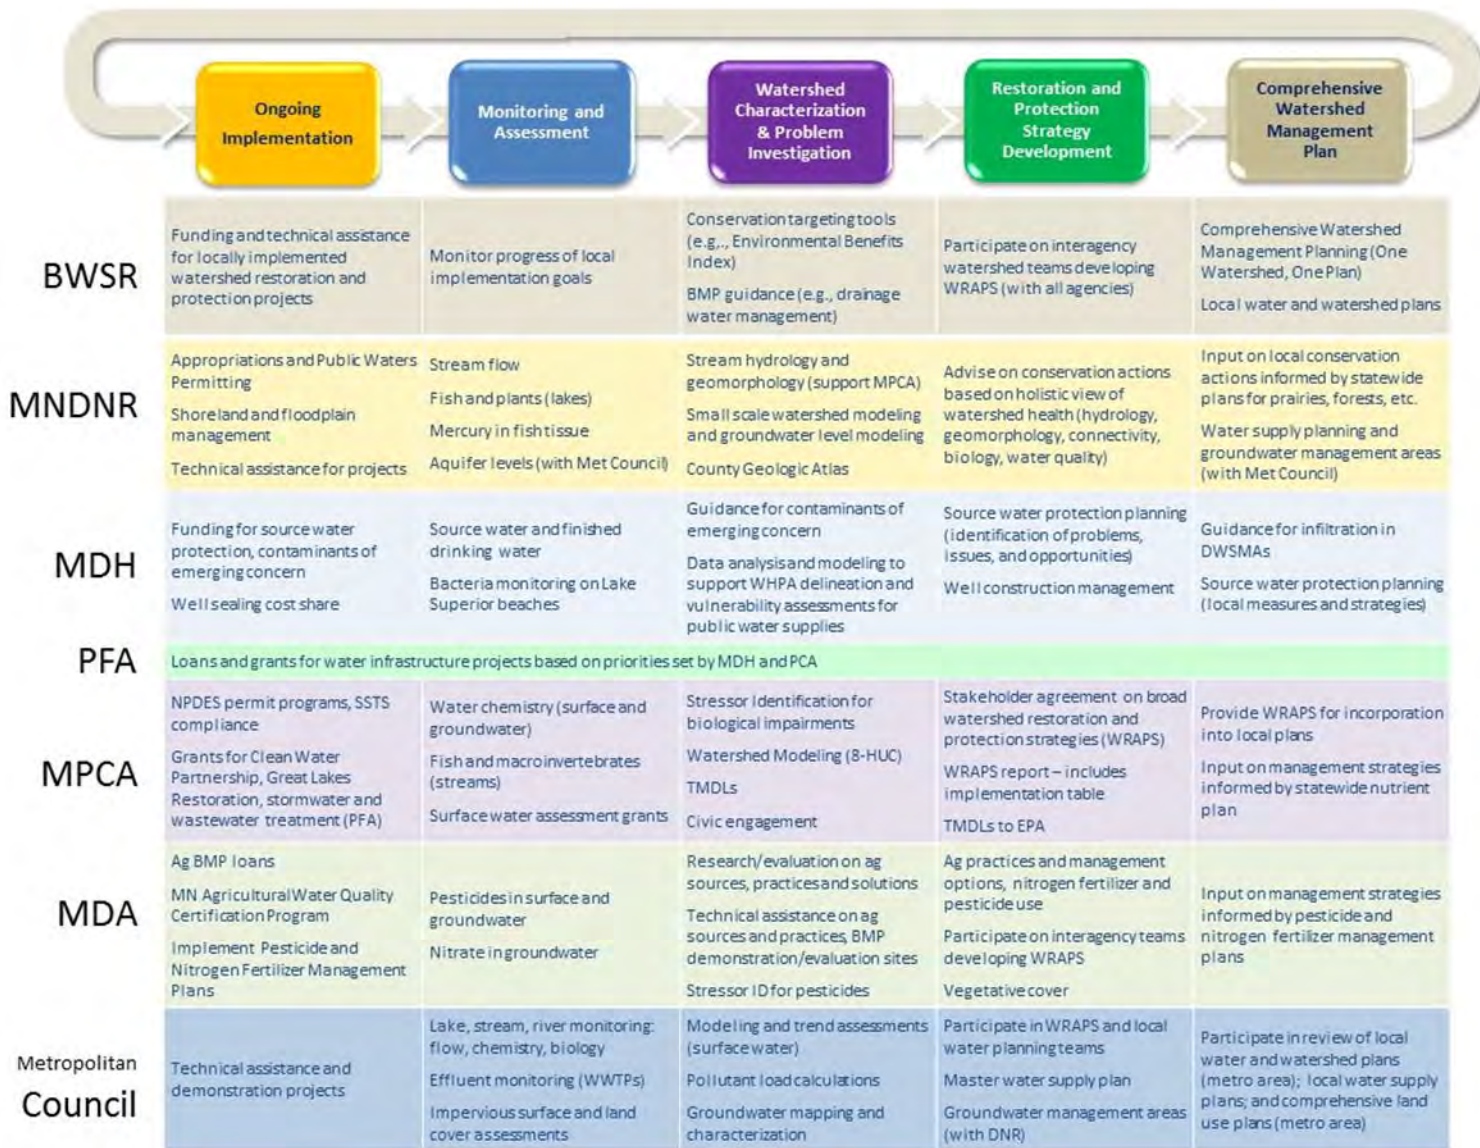 Ongoing
Implementation
Monitoring and
Assessment
Watershed
Characterization
& Problem
Investigation
Restoration and
Protection
Strategy
Development
Comprehensive
Watershed
Management
Plan
BWSR
Funding and technical assistance
for locally implemented
watershed restoration and
protection projects
Monitor progress of local
implementation goals
Conservation targeting tools
(e.g,., Environmental Benefits
Index)
BMP guidance (e.g., drainage
water management)
Participate on interagency
watershed teams developing
WRAPS (with all agencies)
Comprehensive Watershed
Management Planning (One
Watershed, One Plan)
Local water and watershed plans
MNDNR
Appropriations and Public Waters
Permitting
Shoreland and floodplain
management
Technical assistance for projects
Stream flow
Fish and plants (lakes)
Mercury in fish tissue
Aquifer levels (with Met Council)
Stream hydrology and
geomorphology (support MPCA)
Small scale watershed modeling
and groundwater level modeling
County Geologic Atlas
Advise on conservation actions
based on holistic view of
watershed health (hydrology,
geomorphology, connectivity,
biology, water quality)
Input on local conservation
actions informed by statewide
plans for prairies, forests, etc.
Water supply planning and
groundwater management areas
(with Met Council)
MDH
Funding for source water
protection, contaminants of
emerging concern
Well sealing cost share
Source water and finished
drinking water
Bacteria monitoring on Lake
Superior beaches
Guidance for contaminants of
emerging concern
Data analysis and modeling to
support WHPA delineation and
vulnerability assessments for
public water supplies
Source water protection planning
(identification of problems,
issues, and opportunities)
Well construction management
Guidance for infiltration in
DWSMAs
Source water protection planning
(local measures and strategies)
PFA
Loans and grants for water infrastructure projects based on priorities set by MDH and PCA
MPCA
NPDES permit programs, SSTS
compliance
Grants for Clean Water
Partnership, Great Lakes
Restoration, stormwater and
wastewater treatment (PFA)
Water chemistry (surface and
groundwater)
Fish and macroinvertebrates
(streams)
Surface water assessment grants
Stressor Identification for
biological impairments
Watershed Modeling (8-HUC)
TMDLs
Civic engagement
Stakeholder agreement on broad
watershed restoration and
protection strategies (WRAPS)
WRAPS report – includes
implementation table
TMDLs to EPA
Provide WRAPS for incorporation
into local plans
Input on management strategies
informed by statewide nutrient
plan
MDA
Ag BMP loans
MN Agricultural Water Quality
Certification Program
Implement Pesticide and
Nitrogen Fertilizer Management
Plans
Pesticides in surface and
groundwater
Nitrate in groundwater
Research/evaluation on ag
sources, practices and solutions
Technical assistance on ag
sources and practices, BMP
demonstration/evaluation sites
Stressor ID for pesticides
Ag practices and management
options, nitrogen fertilizer and
pesticide use
Participate on interagency teams
developing WRAPS
Vegetative cover
Input on management strategies
informed by pesticide and
nitrogen fertilizer management
plans
Metropolitan
Council
Technical assistance and
demonstration projects
Lake, stream, river monitoring:
flow, chemistry, biology
Effluent monitoring (WWTPs)
Impervious surface and land
cover assessments
Modeling and trend assessments
(surface water)
Pollutant load calculations
Groundwater mapping and
characterization
Participate in WRAPS and local
water planning teams
Master water supply plan
Groundwater management areas
(with DNR)
Participate in review of local
water and watershed plans
(metro area); local water supply
plans; and comprehensive land
use plans (metro area)